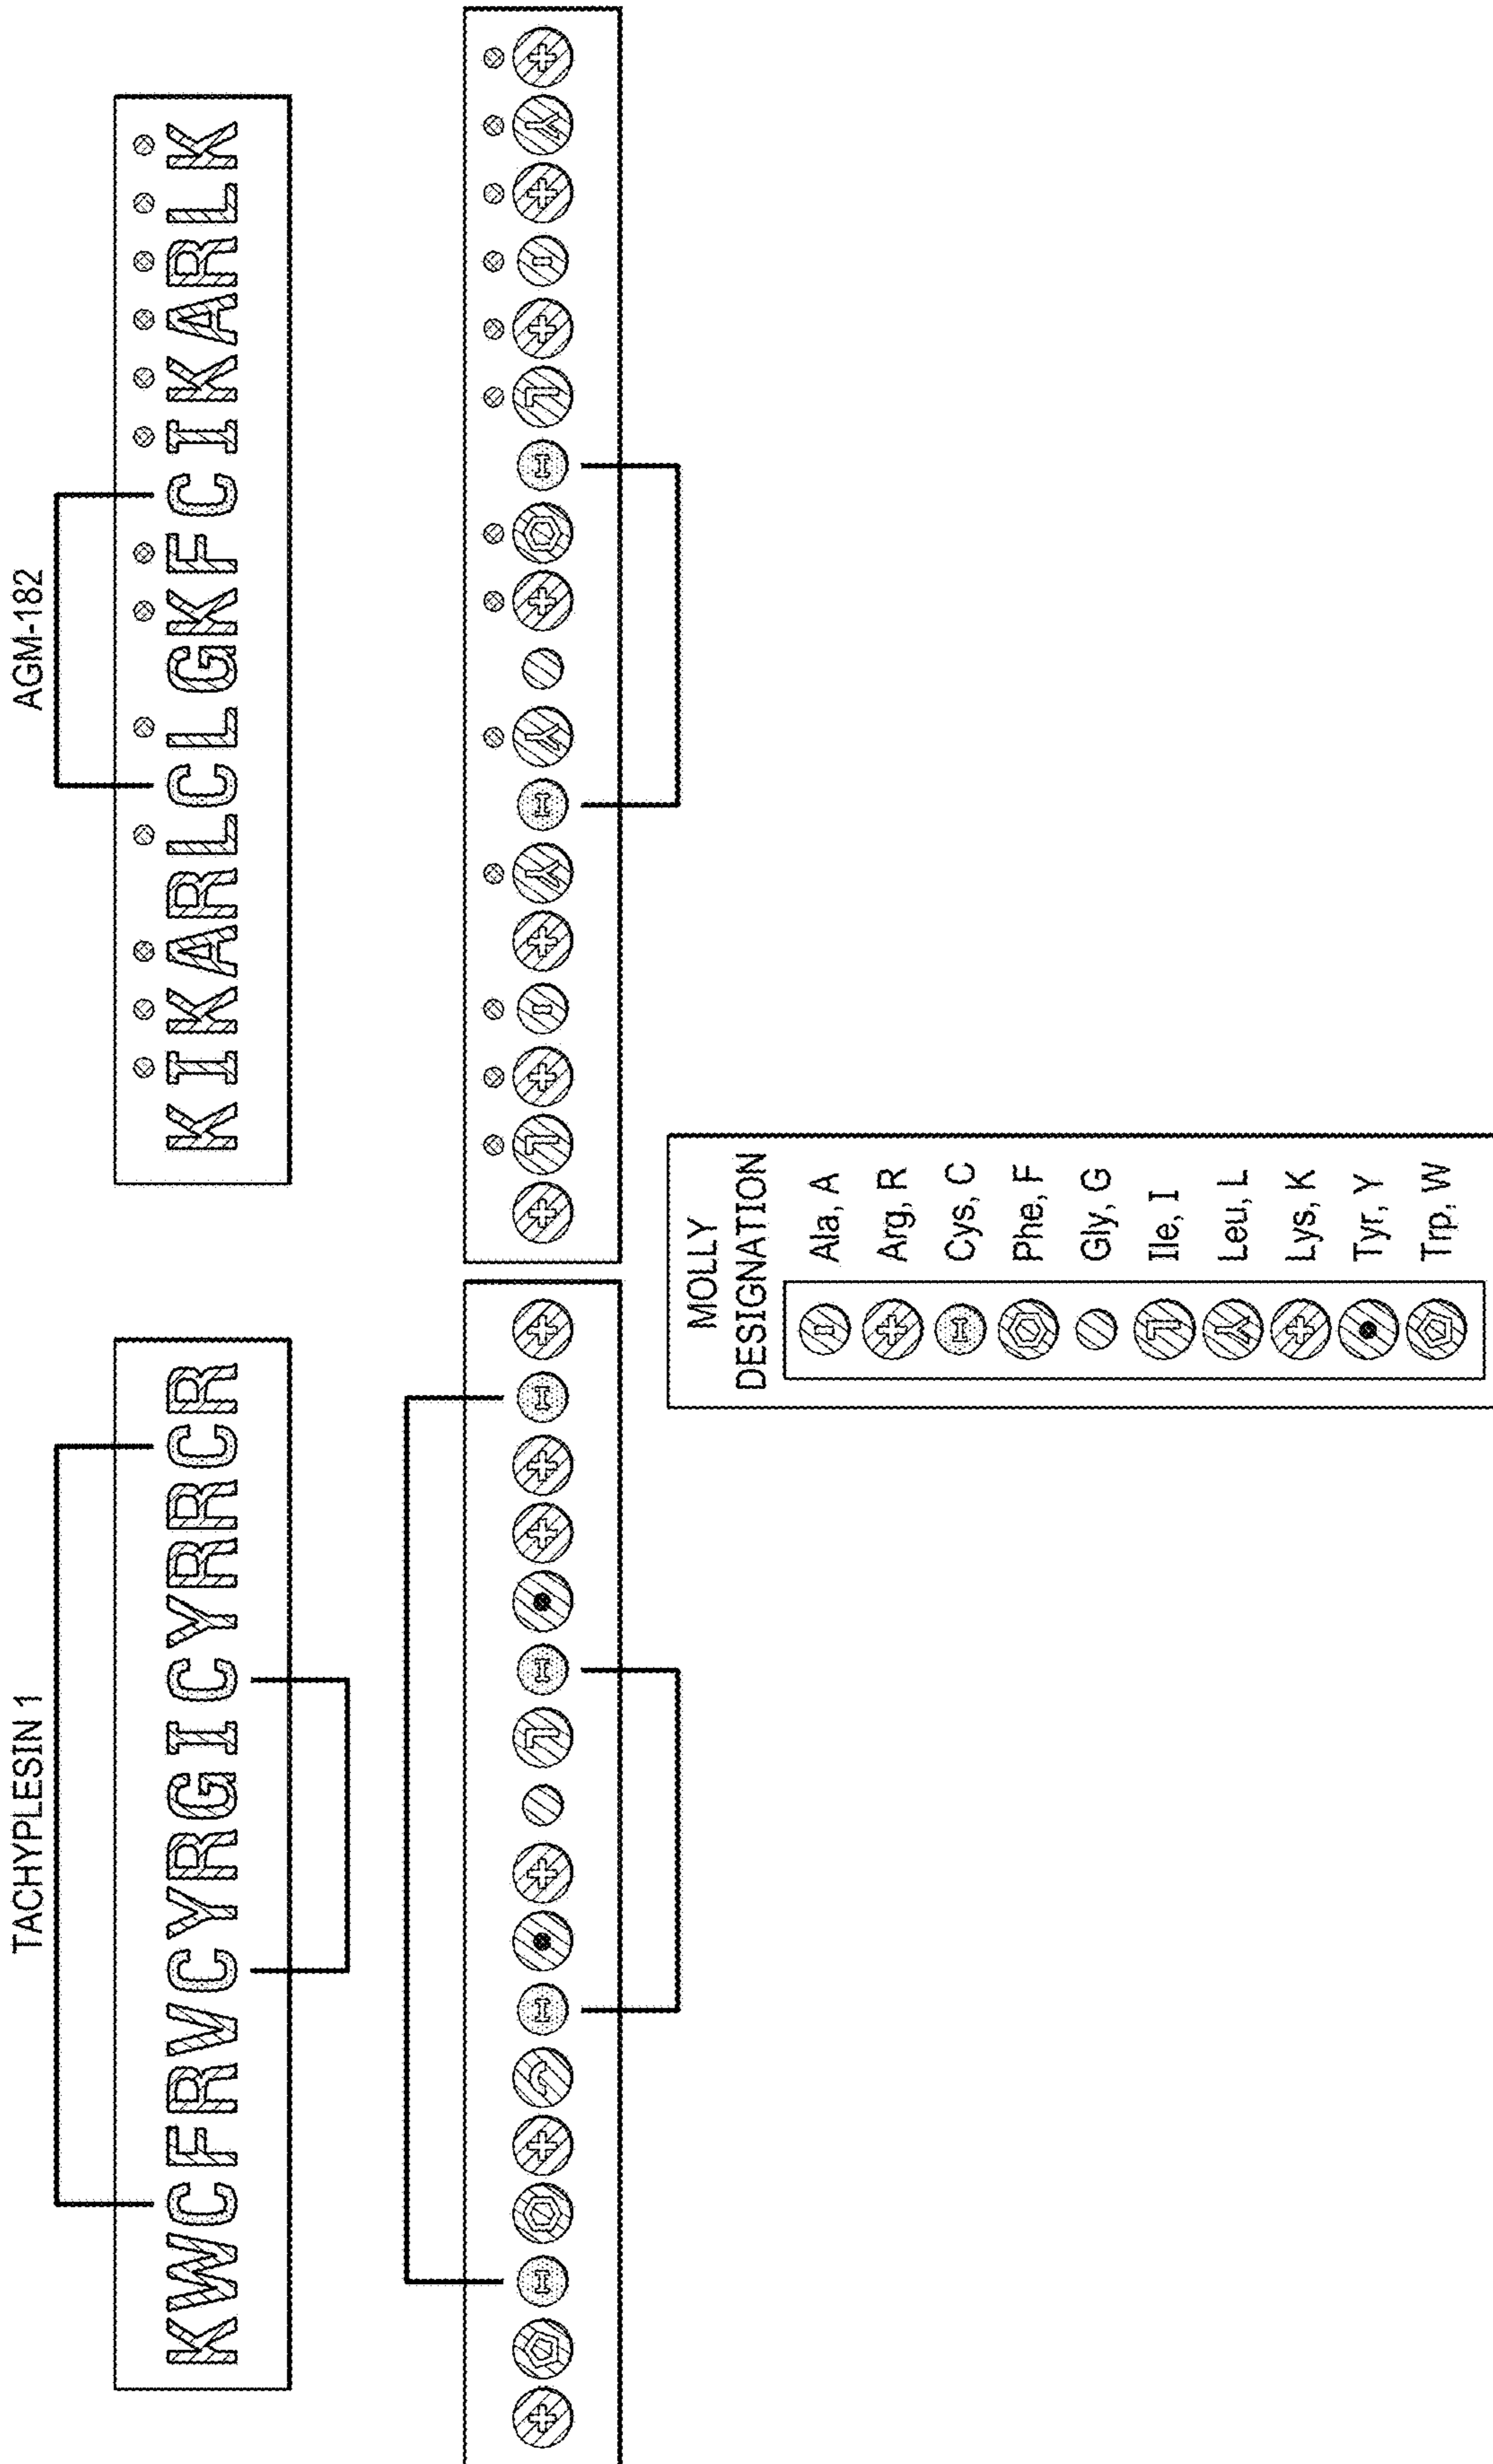 TACHYPLESIN 1
KWCFRVCYRGICYRRCR
AGM-182
KIKARLCLGKFCIKARLK
MOLLY
DESIGNATION
Ala, A
Arg, R
Cys, C
Phe, F
Gly, G
Ile, I
Leu, L
Lys, K
Tyr, Y
Trp, W